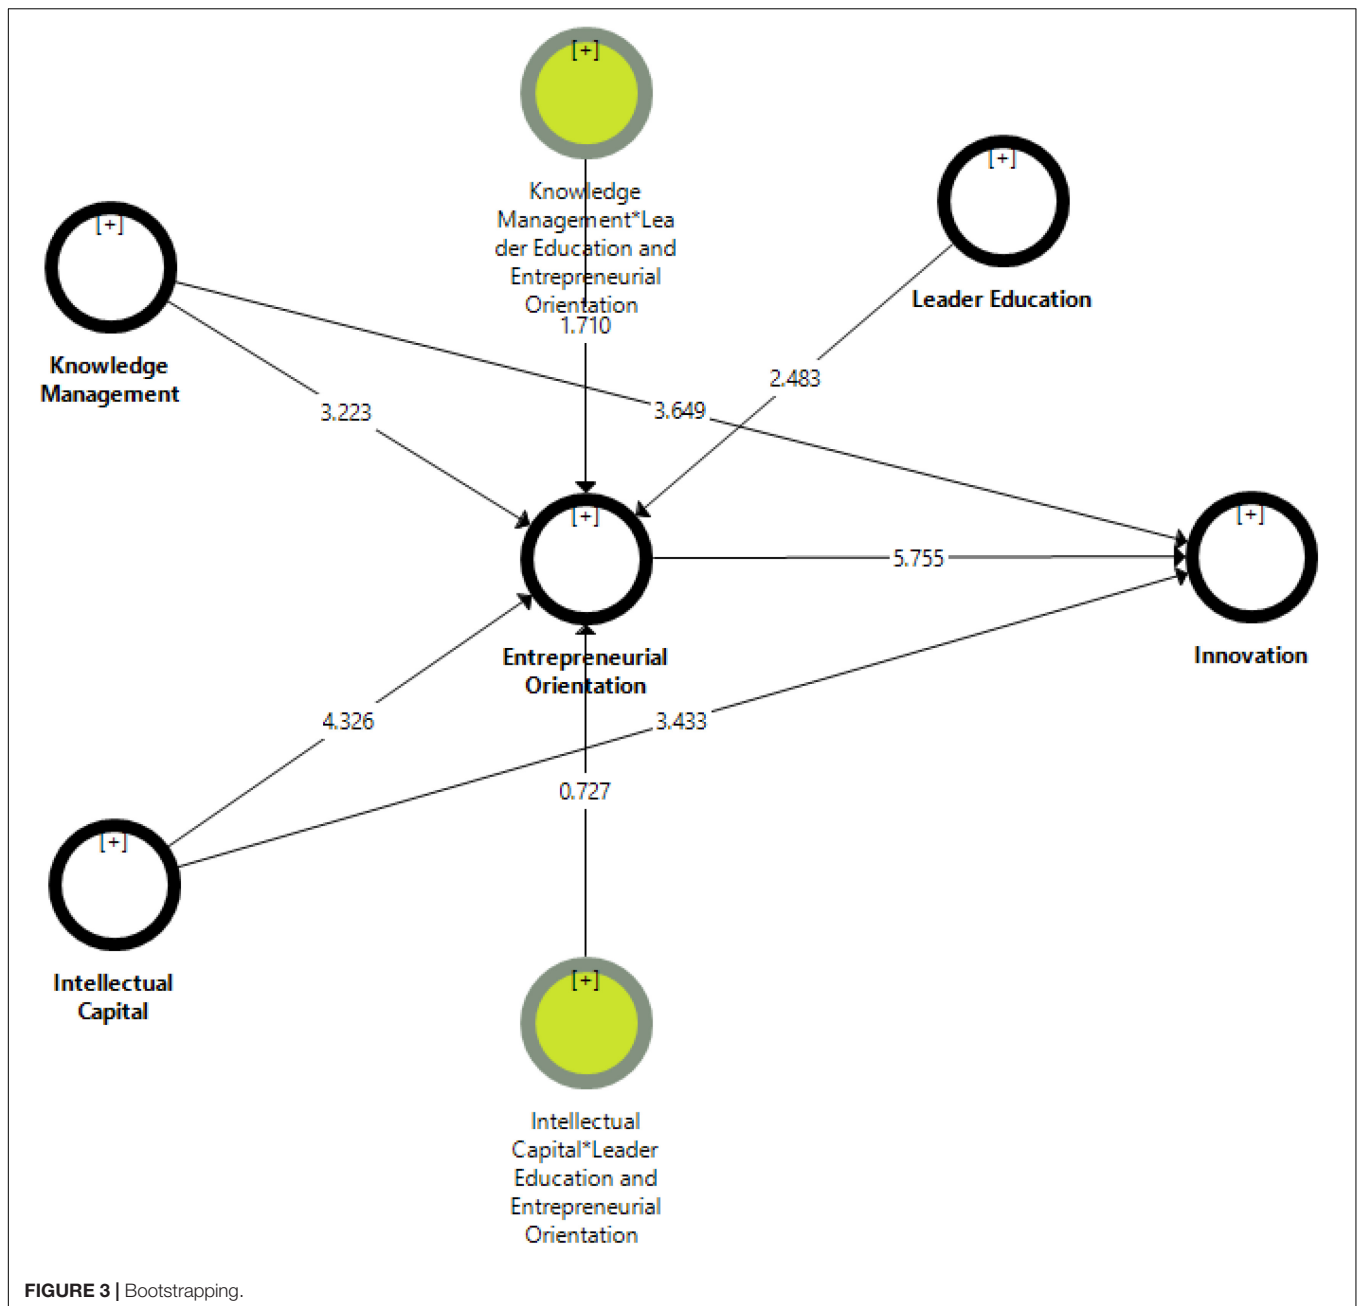 [+]
Knowledge
Management*Lea
der Education and
Entrepreneurial
Orientation
1.710
[+]
Leader Education
[+]
Knowledge
Management
2.483
3.649
3.223
[+]
Entrepreneurial
Orientation
5.755
[+]
Innovation
4.326
3.433
0.727
[+]
Intellectual
Capital
[+]
Intellectual
Capital*Leader
Education and
Entrepreneurial
Orientation
FIGURE 3 | Bootstrapping.